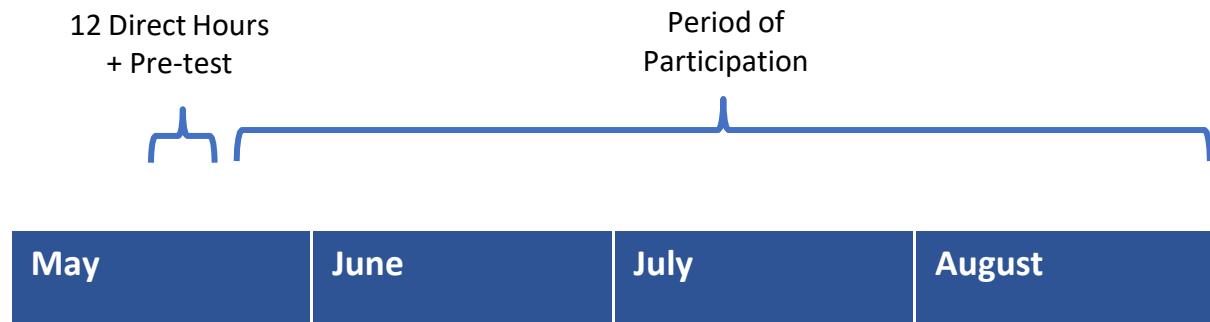 12 Direct Hours
+ Pre-test
Period of
Participation
May
June
July
August